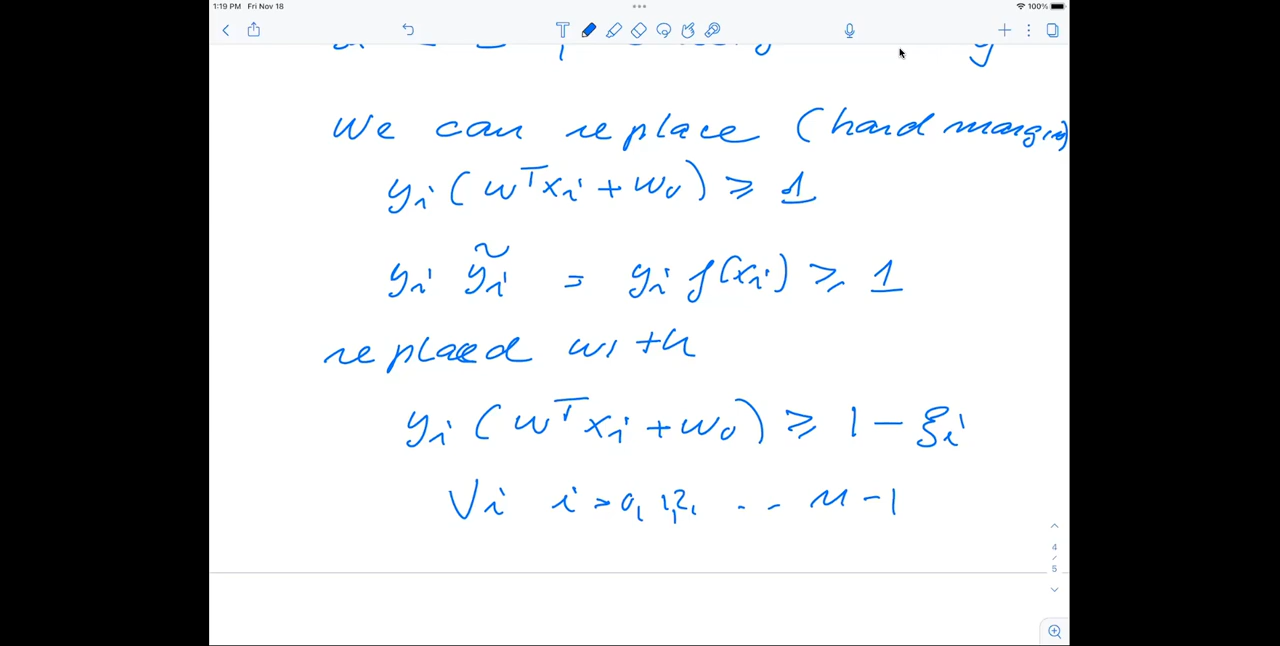 1:19 PM Fri Nov 18
100%
We can replace (hard margin)
yᵢ (wᵀxᵢ + w₀) ≥ 1
yᵢ ỹᵢ = yᵢ f(xᵢ) ≥ 1
replaced with
yᵢ (wᵀxᵢ + w₀) ≥ 1 - ξᵢ
∀i i = 0, 1, 2, ... n-1
4
/
5